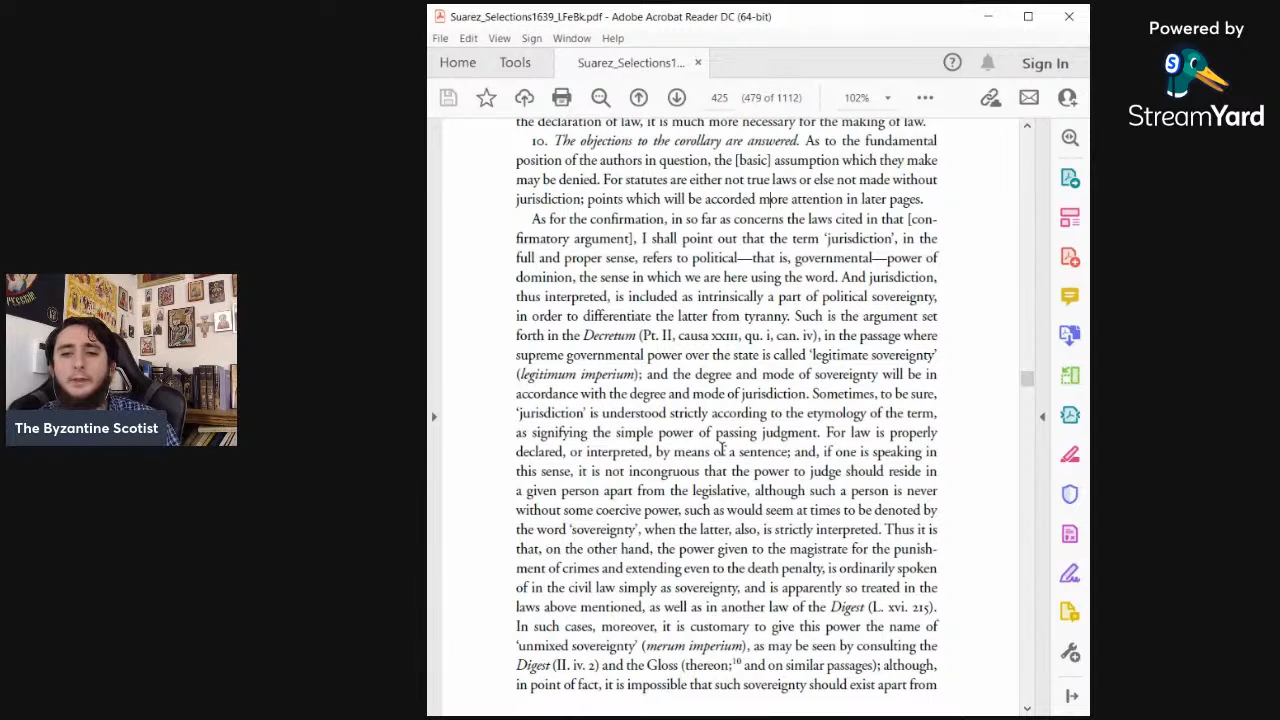 Suarez_Selections1639_LFeBk.pdf - Adobe Acrobat Reader DC (64-bit)
File Edit View Sign Window Help
Home Tools Suarez_Selections1... × Sign In
425 (479 of 1112) 102%
the declaration of law, it is much more necessary for the making of law.
10. The objections to the corollary are answered. As to the fundamental
position of the authors in question, the [basic] assumption which they make
may be denied. For statutes are either not true laws or else not made without
jurisdiction; points which will be accorded more attention in later pages.
As for the confirmation, in so far as concerns the laws cited in that [con-
firmatory argument], I shall point out that the term ‘jurisdiction’, in the
full and proper sense, refers to political—that is, governmental—power of
dominion, the sense in which we are here using the word. And jurisdiction,
thus interpreted, is included as intrinsically a part of political sovereignty,
in order to differentiate the latter from tyranny. Such is the argument set
forth in the Decretum (Pt. II, causa XXIII, qu. i, can. iv), in the passage where
supreme governmental power over the state is called ‘legitimate sovereignty’
(legitimum imperium); and the degree and mode of sovereignty will be in
accordance with the degree and mode of jurisdiction. Sometimes, to be sure,
‘jurisdiction’ is understood strictly according to the etymology of the term,
as signifying the simple power of passing judgment. For law is properly
declared, or interpreted, by means of a sentence; and, if one is speaking in
this sense, it is not incongruous that the power to judge should reside in
a given person apart from the legislative, although such a person is never
without some coercive power, such as would seem at times to be denoted by
the word ‘sovereignty’, when the latter, also, is strictly interpreted. Thus it is
that, on the other hand, the power given to the magistrate for the punish-
ment of crimes and extending even to the death penalty, is ordinarily spoken
of in the civil law simply as sovereignty, and is apparently so treated in the
laws above mentioned, as well as in another law of the Digest (L. xvi. 215).
In such cases, moreover, it is customary to give this power the name of
‘unmixed sovereignty’ (merum imperium), as may be seen by consulting the
Digest (II. iv. 2) and the Gloss (thereon;10 and on similar passages); although,
in point of fact, it is impossible that such sovereignty should exist apart from
The Byzantine Scotist
Powered by
S
StreamYard